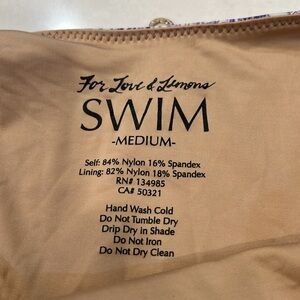 For Love & Lemons
SWIM
-MEDIUM-
Self: 84% Nylon 16% Spandex
Lining: 82% Nylon 18% Spandex
RN# 134985
CA# 50321
Hand Wash Cold
Do Not Tumble Dry
Drip Dry in Shade
Do Not Iron
Do Not Dry Clean